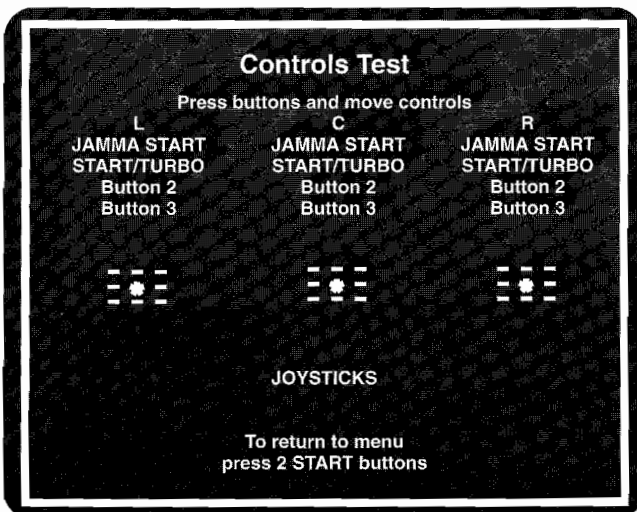 Controls Test
Press buttons and move controls
L C R
JAMMA START JAMMA START JAMMA START
START/TURBO START/TURBO START/TURBO
Button 2 Button 2 Button 2
Button 3 Button 3 Button 3
JOYSTICKS
To return to menu
press 2 START buttons